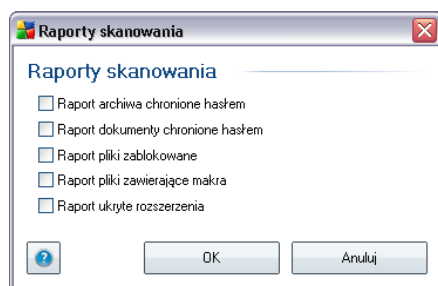 Raporty skanowania
Raporty skanowania
Raport archiwa chronione hasłem
Raport dokumenty chronione hasłem
Raport pliki zablokowane
Raport pliki zawierające makra
Raport ukryte rozszerzenia
?
OK
Anuluj